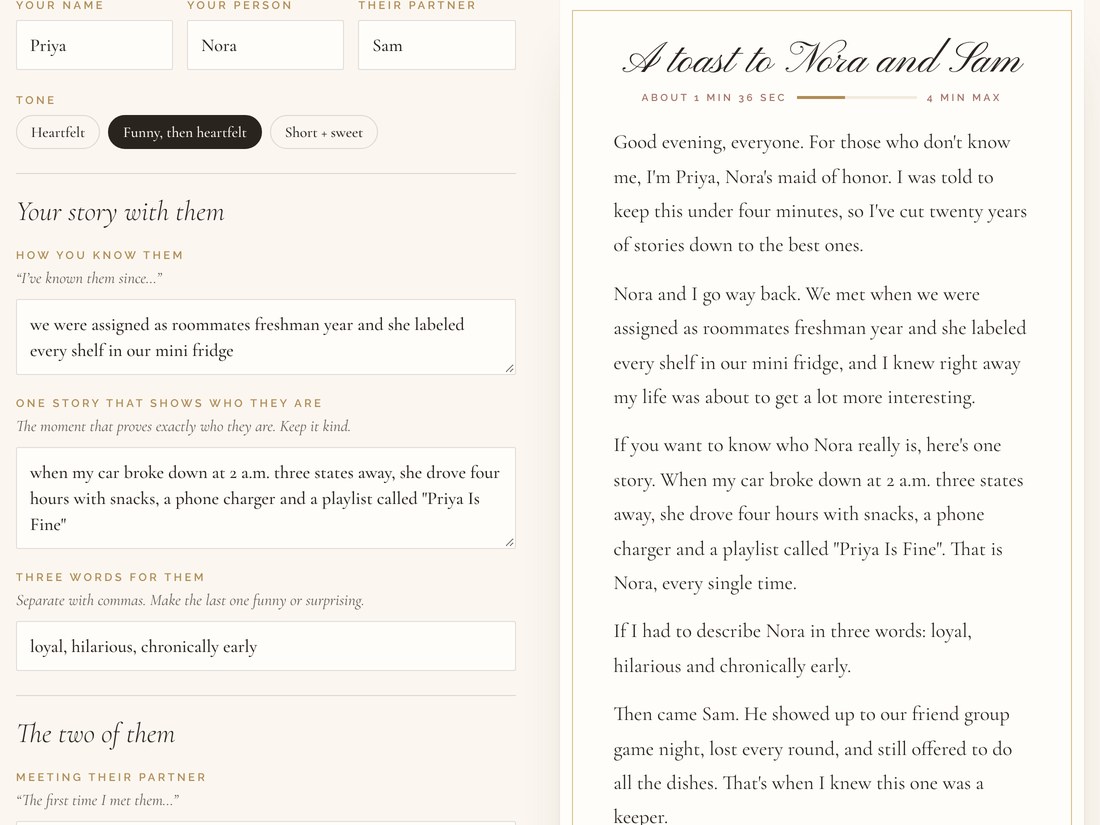 YOUR NAME
YOUR PERSON
THEIR PARTNER
Priya
Nora
Sam
TONE
Heartfelt
Funny, then heartfelt
Short + sweet
Your story with them
HOW YOU KNOW THEM
“I've known them since...”
we were assigned as roommates freshman year and she labeled
every shelf in our mini fridge
ONE STORY THAT SHOWS WHO THEY ARE
The moment that proves exactly who they are. Keep it kind.
when my car broke down at 2 a.m. three states away, she drove four
hours with snacks, a phone charger and a playlist called "Priya Is
Fine"
THREE WORDS FOR THEM
Separate with commas. Make the last one funny or surprising.
loyal, hilarious, chronically early
The two of them
MEETING THEIR PARTNER
“The first time I met them...”
A toast to Nora and Sam
ABOUT 1 MIN 36 SEC
4 MIN MAX
Good evening, everyone. For those who don't know
me, I'm Priya, Nora's maid of honor. I was told to
keep this under four minutes, so I've cut twenty years
of stories down to the best ones.
Nora and I go way back. We met when we were
assigned as roommates freshman year and she labeled
every shelf in our mini fridge, and I knew right away
my life was about to get a lot more interesting.
If you want to know who Nora really is, here's one
story. When my car broke down at 2 a.m. three states
away, she drove four hours with snacks, a phone
charger and a playlist called "Priya Is Fine". That is
Nora, every single time.
If I had to describe Nora in three words: loyal,
hilarious and chronically early.
Then came Sam. He showed up to our friend group
game night, lost every round, and still offered to do
all the dishes. That's when I knew this one was a
keeper.